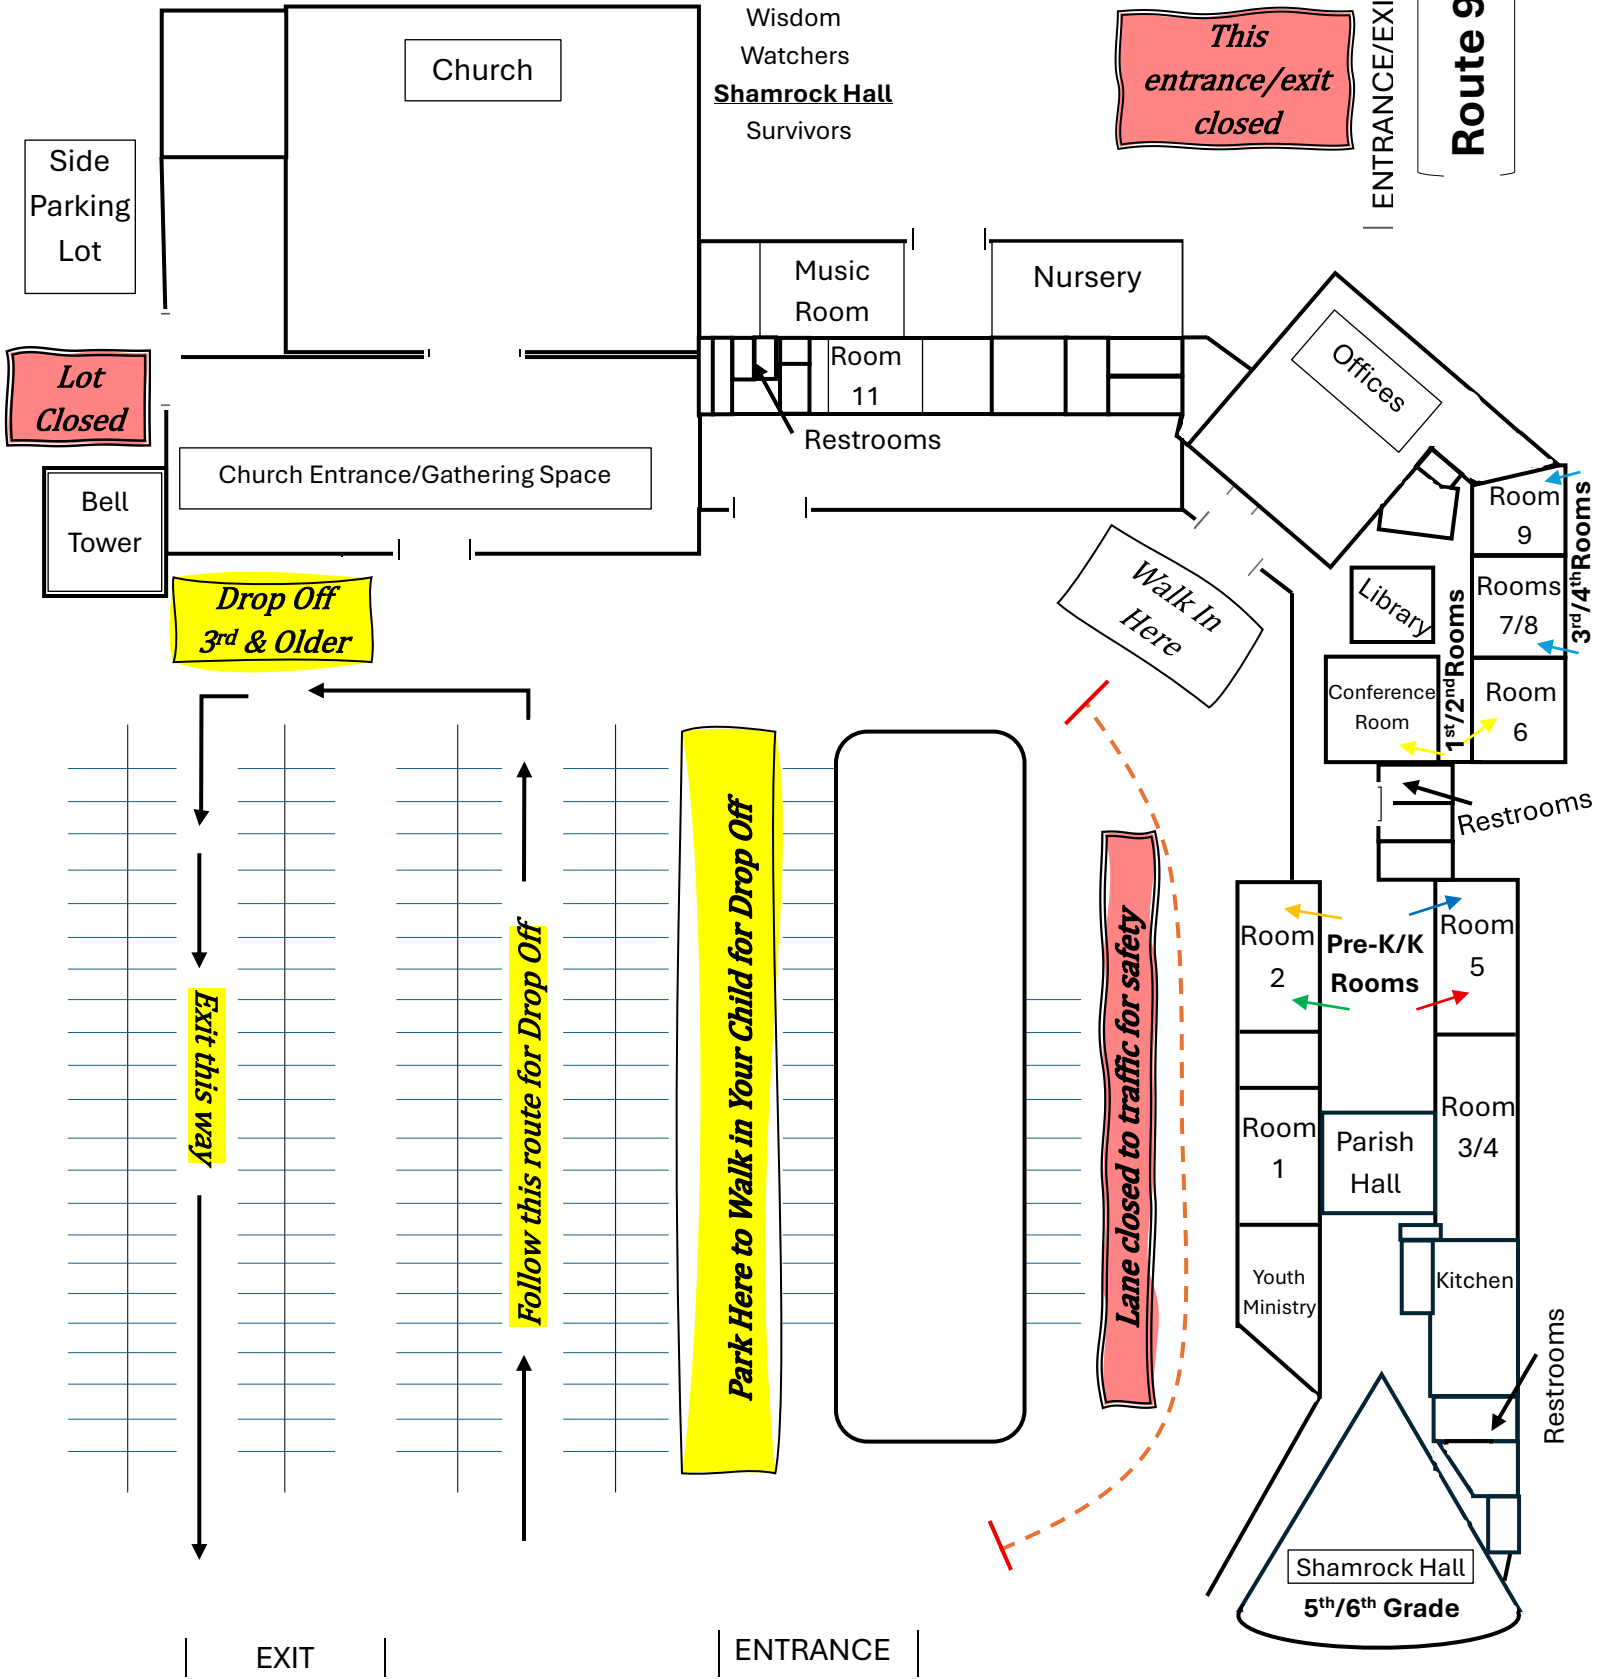 Church
Wisdom
Watchers
Shamrock Hall
Survivors
This
entrance/exit
closed
ENTRANCE/EXI
Route 9
Side
Parking
Lot
Music
Room
Nursery
Lot
Closed
Room
11
Restrooms
Offices
Church Entrance/Gathering Space
Bell
Tower
Room
9
3rd/4th Rooms
Walk In
Here
Library
Rooms
7/8
1st/2nd Rooms
Drop Off
3rd & Older
Conference
Room
Room
6
Restrooms
Park Here to Walk in Your Child for Drop Off
Lane closed to traffic for safety
Room
2
Pre-K/K
Rooms
Room
5
Exit this way
Follow this route for Drop Off
Room
1
Parish
Hall
Room
3/4
Youth
Ministry
Kitchen
Restrooms
Shamrock Hall
5th/6th Grade
EXIT
ENTRANCE